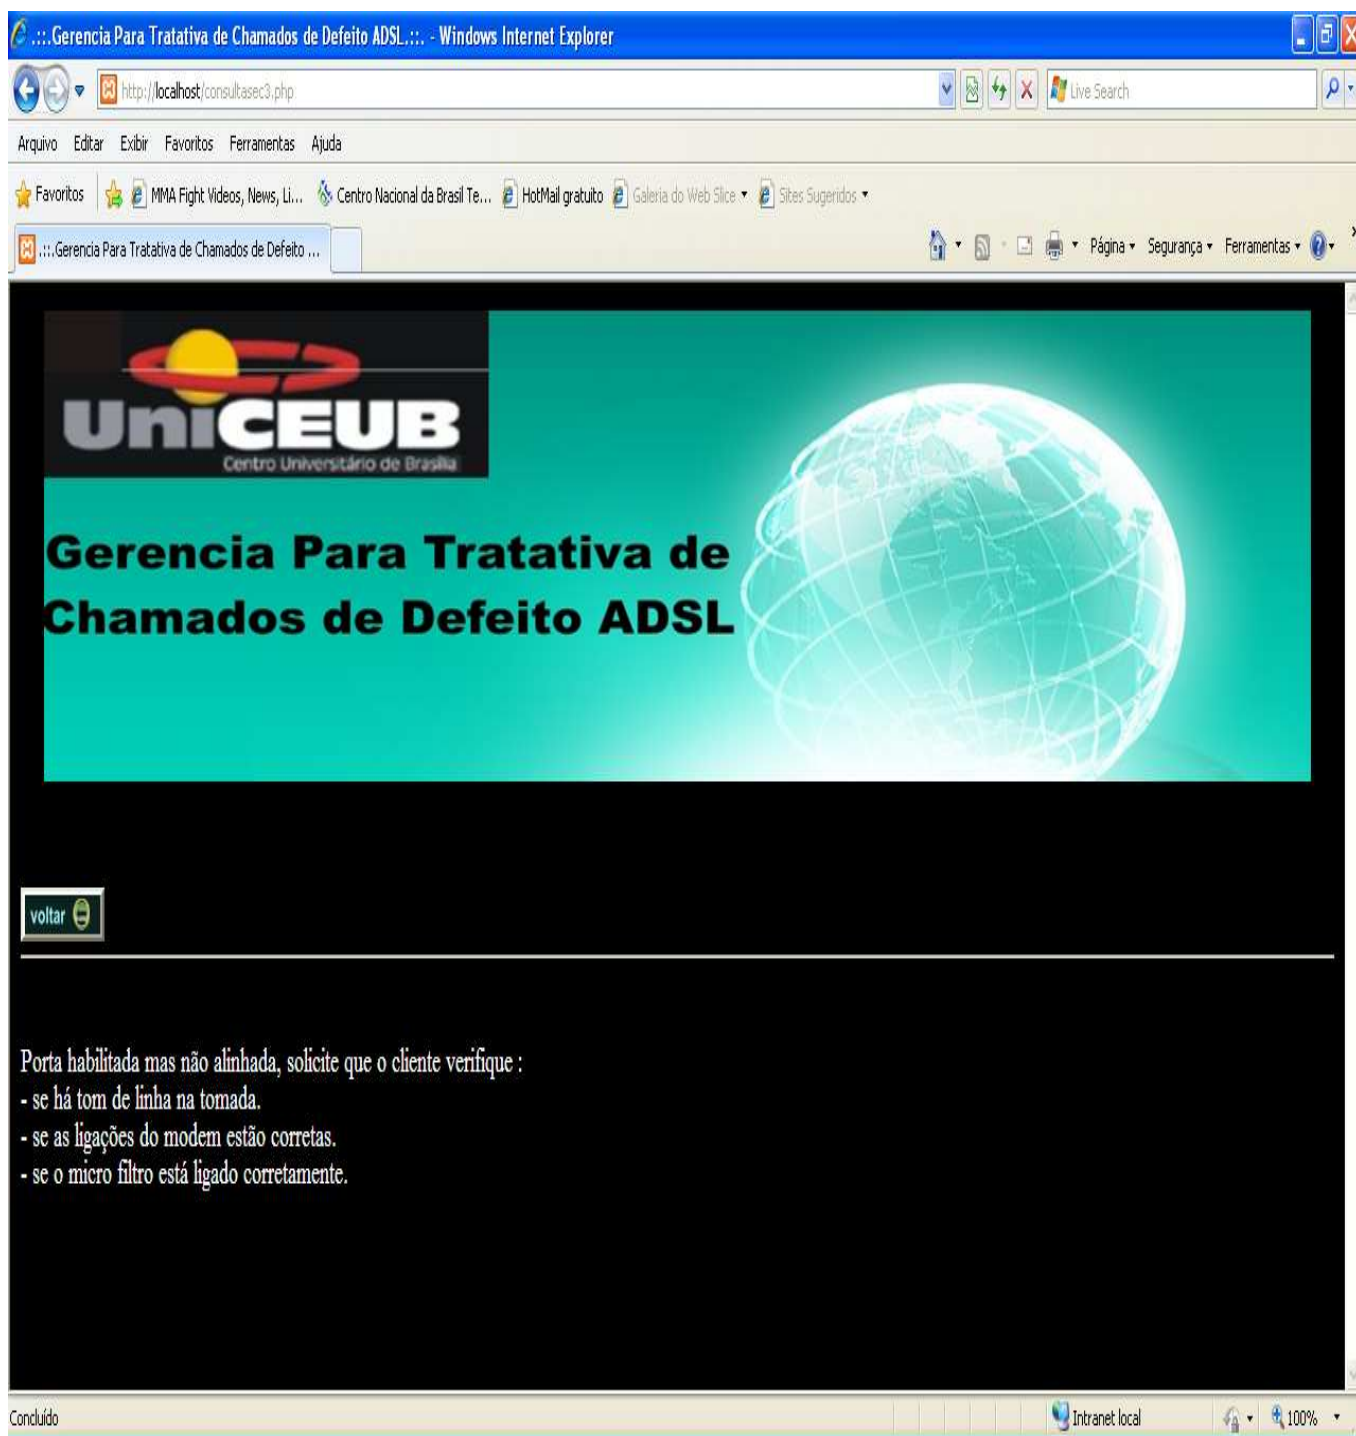 .::.Gerencia Para Tratativa de Chamados de Defeito ADSL.::. - Windows Internet Explorer
http://localhost/consultasec3.php
Live Search
Arquivo Editar Exibir Favoritos Ferramentas Ajuda
Favoritos MMA Fight Videos, News, Li... Centro Nacional da Brasil Te... HotMail gratuito Galeria do Web Slice Sites Sugeridos
.::.Gerencia Para Tratativa de Chamados de Defeito ...
Página Segurança Ferramentas
UniCEUB
Centro Universitário de Brasília
Gerencia Para Tratativa de
Chamados de Defeito ADSL
voltar
Porta habilitada mas não alinhada, solicite que o cliente verifique :
- se há tom de linha na tomada.
- se as ligações do modem estão corretas.
- se o micro filtro está ligado corretamente.
Concluído
Intranet local
100%